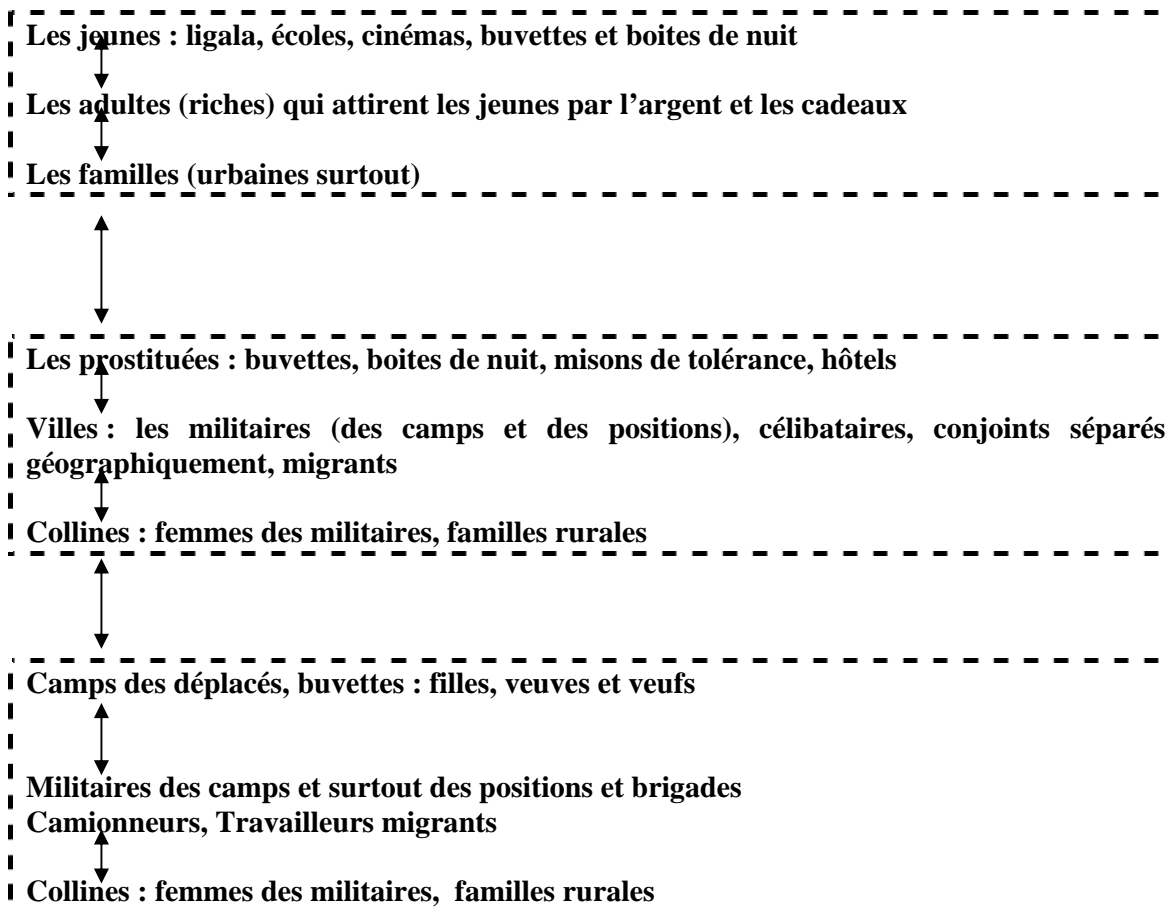 Les jeunes : ligala, écoles, cinémas, buvettes et boites de nuit
Les adultes (riches) qui attirent les jeunes par l’argent et les cadeaux
Les familles (urbaines surtout)
Les prostituées : buvettes, boites de nuit, misons de tolérance, hôtels
Villes : les militaires (des camps et des positions), célibataires, conjoints séparés
géographiquement, migrants
Collines : femmes des militaires, familles rurales
Camps des déplacés, buvettes : filles, veuves et veufs
Militaires des camps et surtout des positions et brigades
Camionneurs, Travailleurs migrants
Collines : femmes des militaires, familles rurales